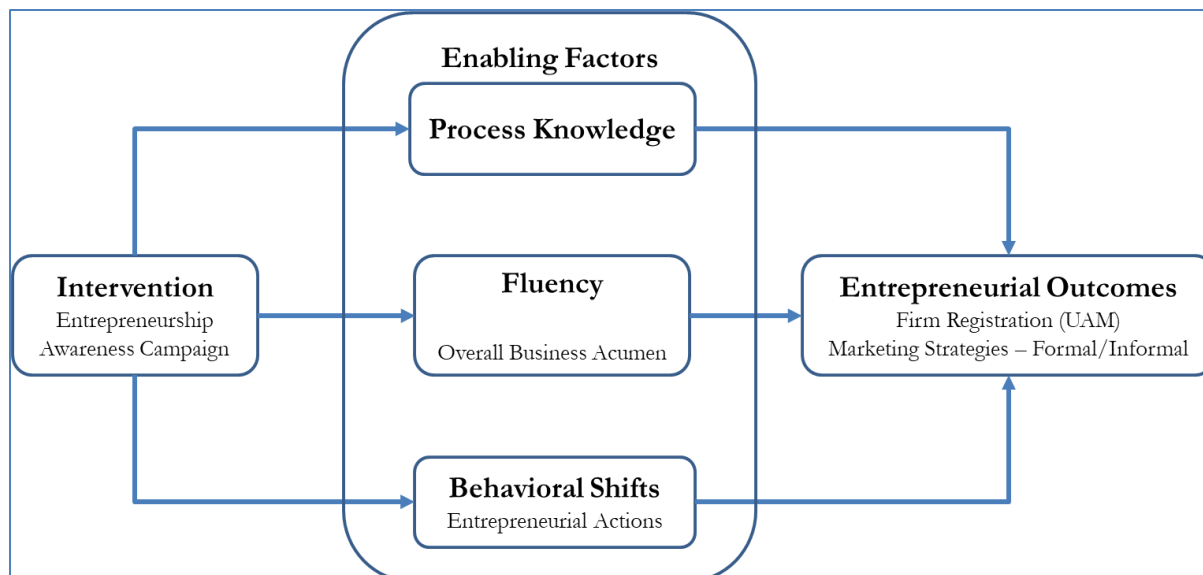 Enabling Factors
Process Knowledge
Intervention
Entrepreneurship
Awareness Campaign
Fluency
Overall Business Acumen
Entrepreneurial Outcomes
Firm Registration (UAM)
Marketing Strategies – Formal/Informal
Behavioral Shifts
Entrepreneurial Actions